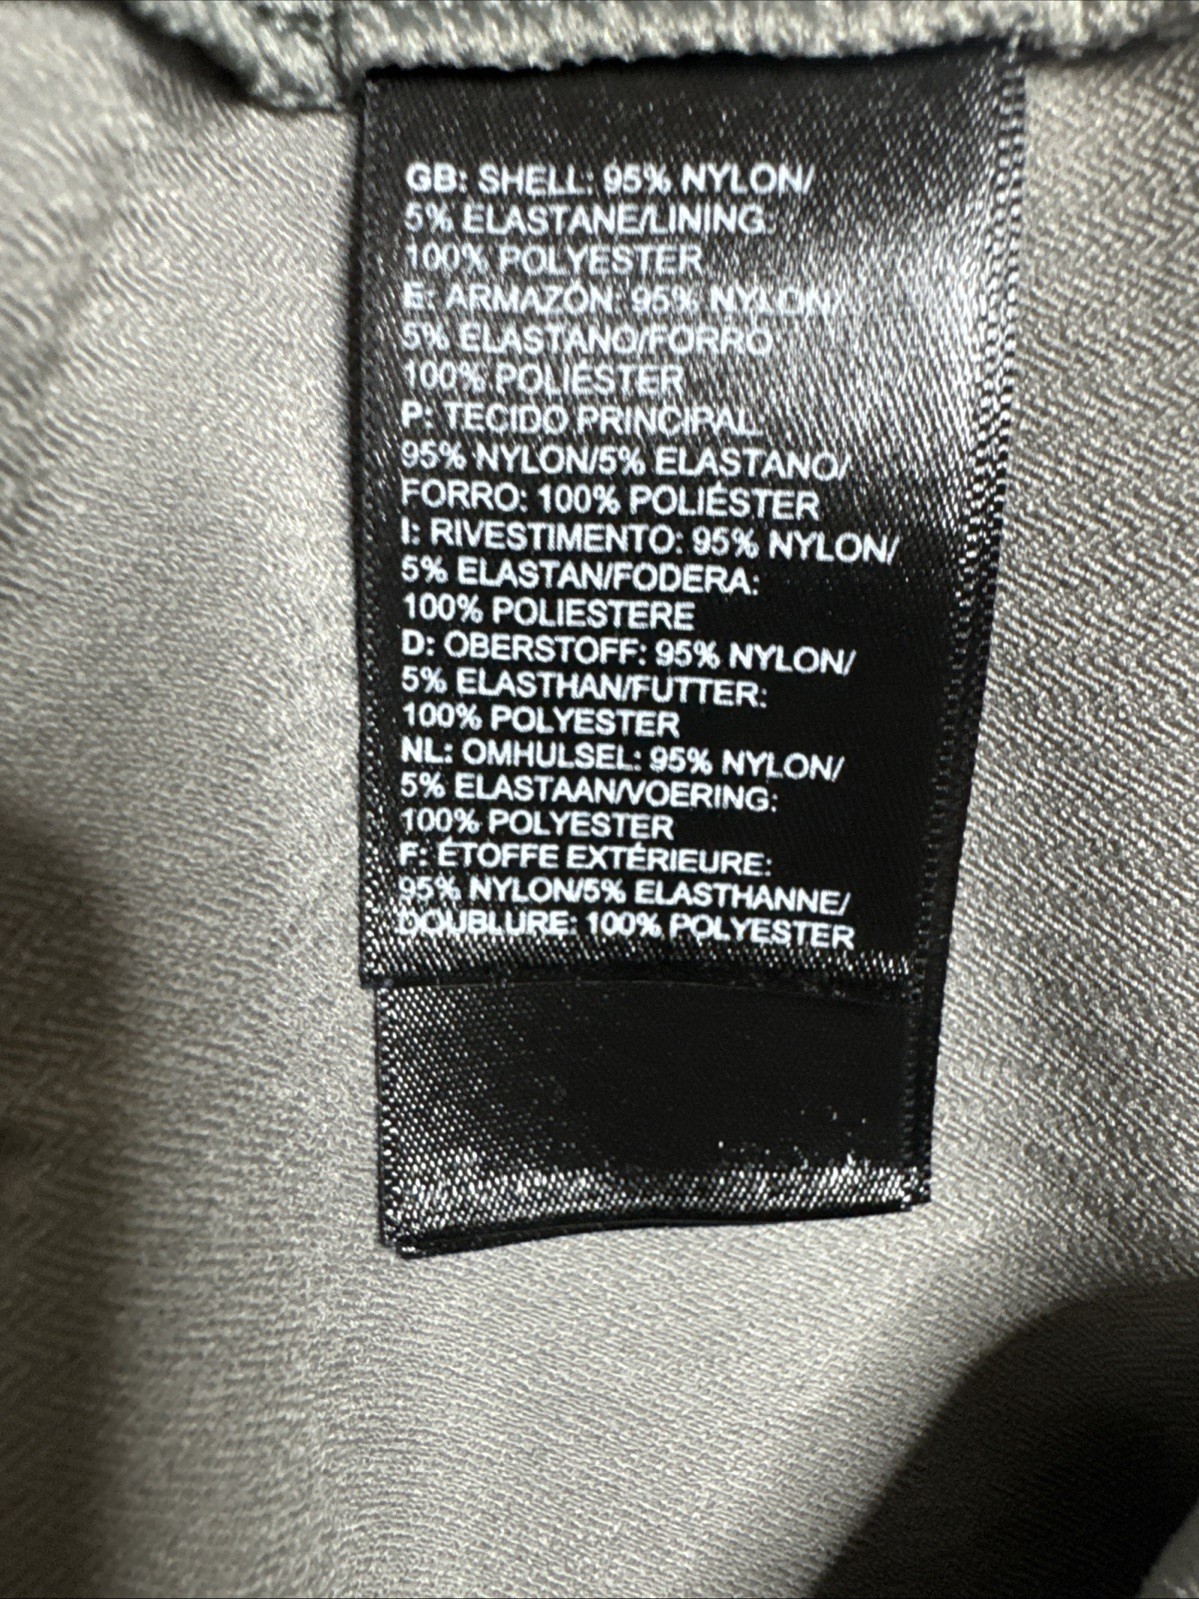 GB: SHELL: 95% NYLON/
5% ELASTANE/LINING:
100% POLYESTER
E: ARMAZÓN: 95% NYLON/
5% ELASTANO/FORRO
100% POLIÉSTER
P: TECIDO PRINCIPAL:
95% NYLON/5% ELASTANO/
FORRO: 100% POLIÉSTER
I: RIVESTIMENTO: 95% NYLON/
5% ELASTAN/FODERA:
100% POLIESTERE
D: OBERSTOFF: 95% NYLON/
5% ELASTHAN/FUTTER:
100% POLYESTER
NL: OMHULSEL: 95% NYLON/
5% ELASTAAN/VOERING:
100% POLYESTER
F: ÉTOFFE EXTÉRIEURE:
95% NYLON/5% ELASTHANNE/
DOUBLURE: 100% POLYESTER